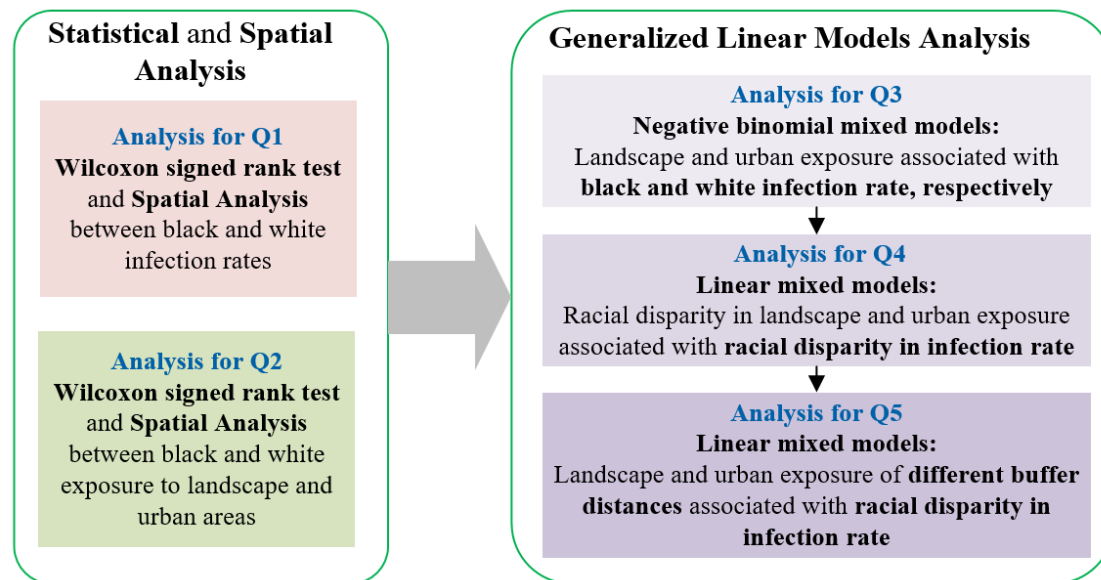 Statistical and Spatial
Analysis
Analysis for Q1
Wilcoxon signed rank test
and Spatial Analysis
between black and white
infection rates
Analysis for Q2
Wilcoxon signed rank test
and Spatial Analysis
between black and white
exposure to landscape and
urban areas
Generalized Linear Models Analysis
Analysis for Q3
Negative binomial mixed models:
Landscape and urban exposure associated with
black and white infection rate, respectively
Analysis for Q4
Linear mixed models:
Racial disparity in landscape and urban exposure
associated with racial disparity in infection rate
Analysis for Q5
Linear mixed models:
Landscape and urban exposure of different buffer
distances associated with racial disparity in
infection rate